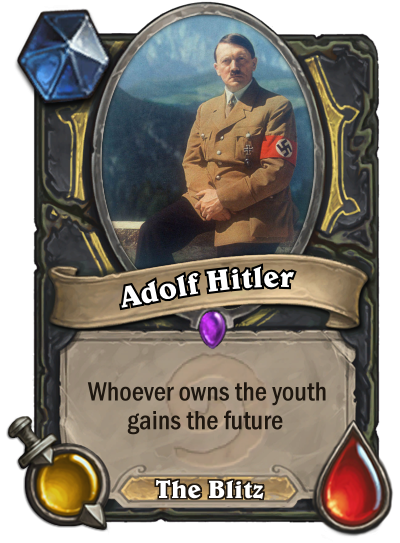 Adolf Hitler
Whoever owns the youth
gains the future
The Blitz